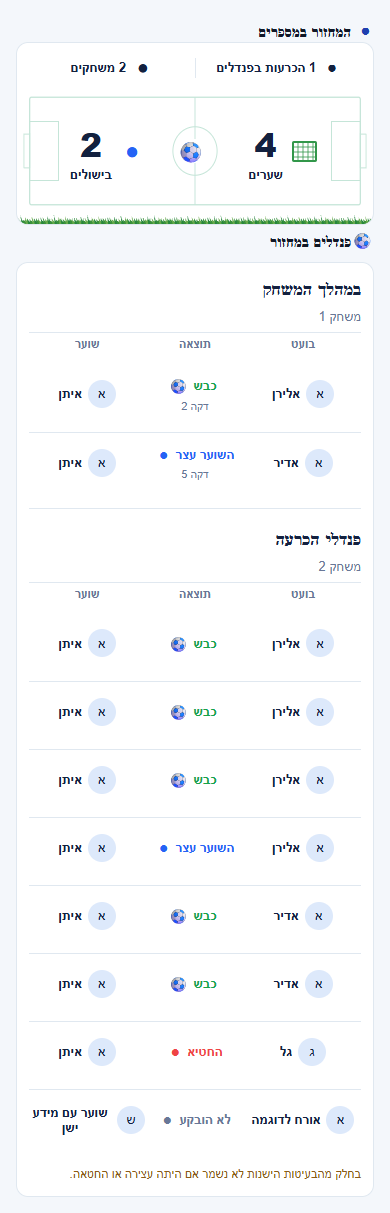 המחזור במספרים
1 הכרעות בפנדלים
2 משחקים
4
שערים
2
בישולים
פנדלים במחזור
במהלך המשחק
משחק 1
בועט תוצאה שוער
א אלירן כבש א איתן
דקה 2
א אדיר השוער עצר א איתן
דקה 5
פנדלי הכרעה
משחק 2
בועט תוצאה שוער
א אלירן כבש א איתן
א אלירן כבש א איתן
א אלירן כבש א איתן
א אלירן השוער עצר א איתן
א אדיר כבש א איתן
א אדיר כבש א איתן
ג גל החטיא א איתן
א אורח לדוגמה לא הובקע ש שוער עם מידע
ישן
בחלק מהבעיטות הישנות לא נשמר אם היתה עצירה או החטאה.